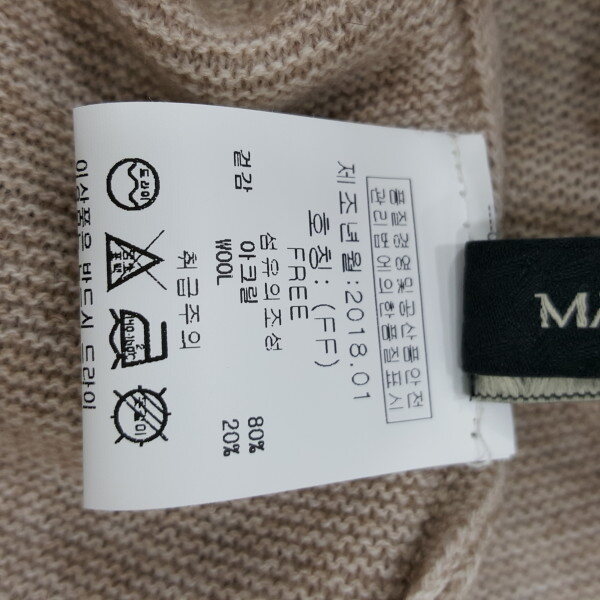 품질경영및공산품안전
관리법에의한품질표시
제조년월:2018.01
호칭: (FF)
FREE
섬유의조성
겉감
아크릴 80%
WOOL 20%
취급주의
드라이
이상품은 반드시 드라이
MA